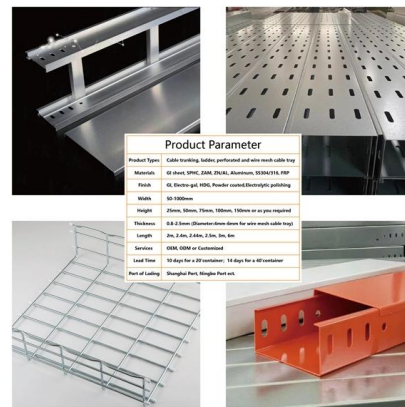 Product Parameter
Product Types Cable trunking, ladder, perforated and wire mesh cable tray
Materials GI sheet, SPHC, ZAM, ZN/AL, Aluminum, SS304/316, FRP
Finish GI, Electro-gal, HDG, Powder coated,Electrolytic polishing
Width 50-1000mm
Height 25mm, 50mm, 75mm, 100mm, 150mm or as you required
Thickness 0.8-2.5mm (Diameter:4mm-6mm for wire mesh cable tray)
Length 2m, 2.4m, 2.44m, 2.5m, 3m, 6m
Services OEM, ODM or Customized
Lead Time 10 days for a 20'container; 14 days for a 40'container
Port of Lading Shanghai Port, Ningbo Port ect.